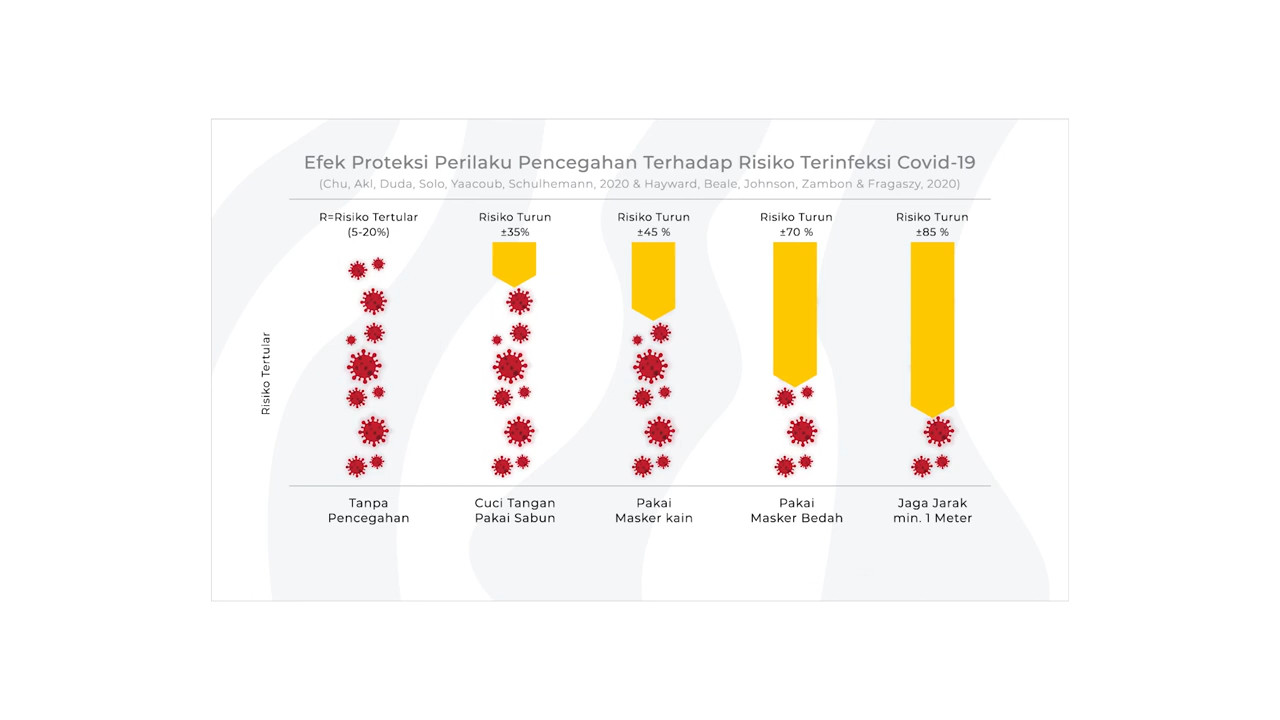 Efek Proteksi Perilaku Pencegahan Terhadap Risiko Terinfeksi Covid-19
(Chu, Akl, Duda, Solo, Yaacoub, Schulhemann, 2020 & Hayward, Beale, Johnson, Zambon & Fragaszy, 2020)
R=Risiko Tertular
(5-20%)
Risiko Turun
±35%
Risiko Turun
±45 %
Risiko Turun
±70 %
Risiko Turun
±85 %
Risiko Tertular
Tanpa
Pencegahan
Cuci Tangan
Pakai Sabun
Pakai
Masker kain
Pakai
Masker Bedah
Jaga Jarak
min. 1 Meter